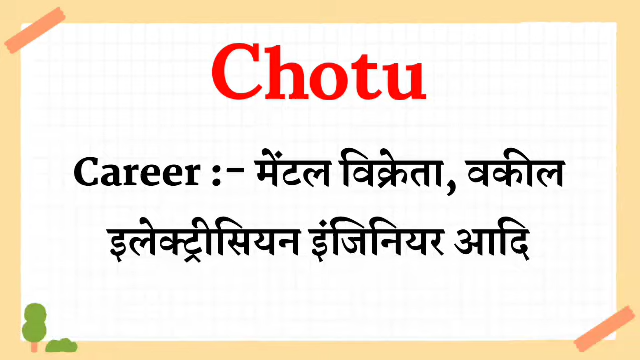 Chotu
Career :- मेंटल विक्रेता, वकील
इलेक्ट्रीसियन इंजिनियर आदि